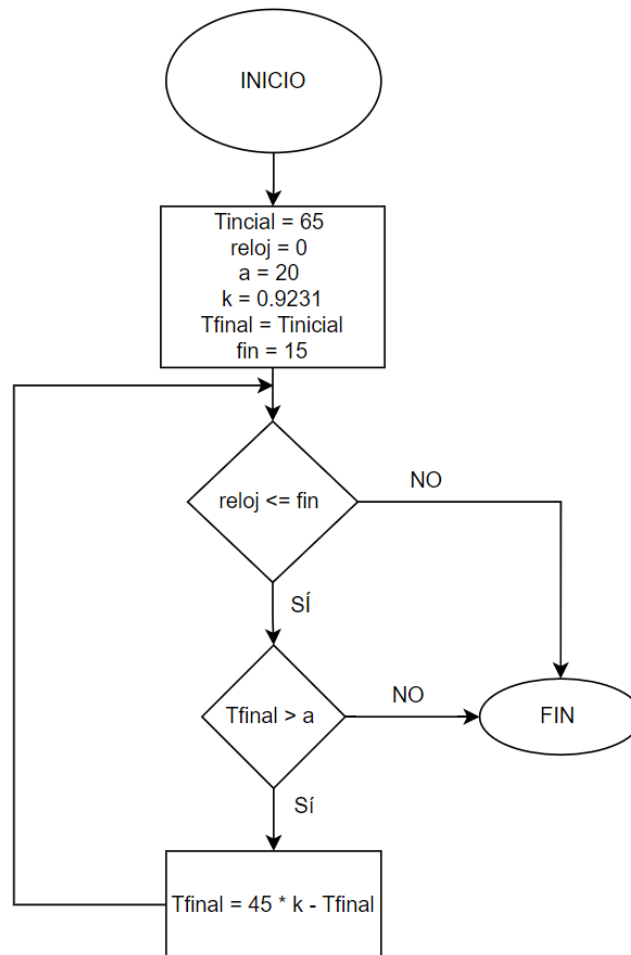 INICIO
Tincial = 65
reloj = 0
a = 20
k = 0.9231
Tfinal = Tinicial
fin = 15
reloj <= fin
NO
SÍ
Tfinal > a
NO
FIN
Sí
Tfinal = 45 * k - Tfinal